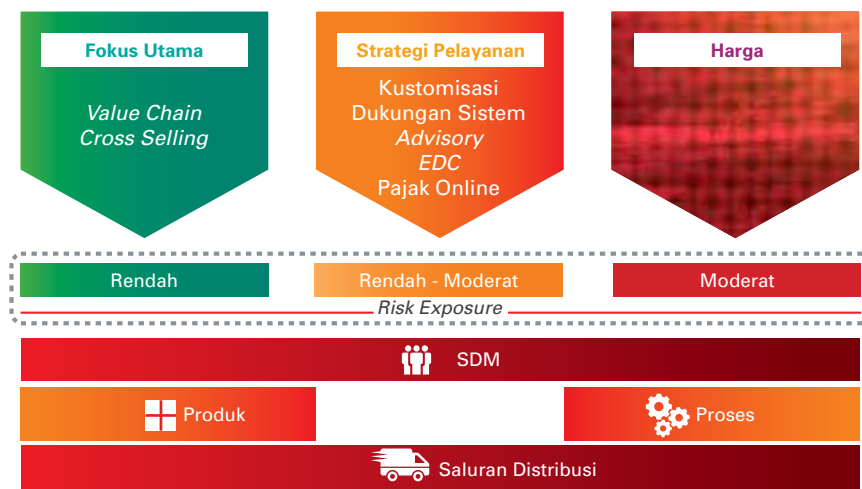 Fokus Utama
Value Chain
Cross Selling
Strategi Pelayanan
Kustomisasi
Dukungan Sistem
Advisory
EDC
Pajak Online
Harga
Rendah
Rendah - Moderat
Moderat
Risk Exposure
SDM
Produk
Proses
Saluran Distribusi